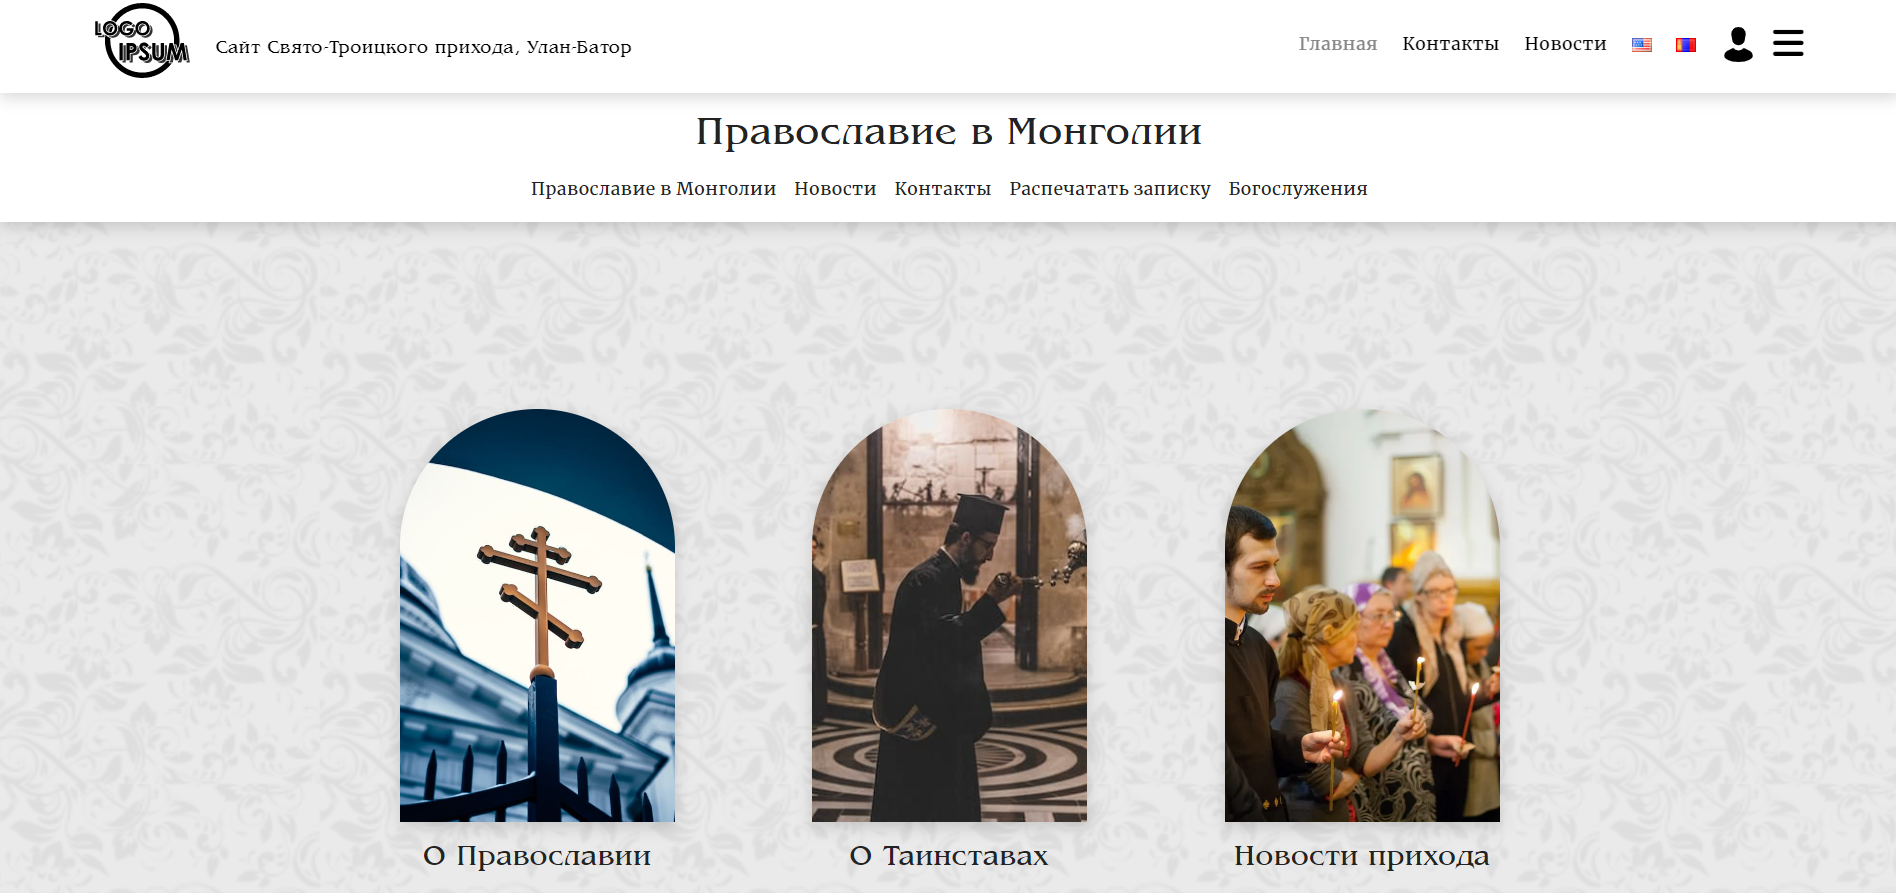 LOGO
IPSUM
Сайт Свято-Троицкого прихода, Улан-Батор
Главная Контакты Новости
Православие в Монголии
Православие в Монголии Новости Контакты Распечатать записку Богослужения
О Православии О Таинставах Новости прихода